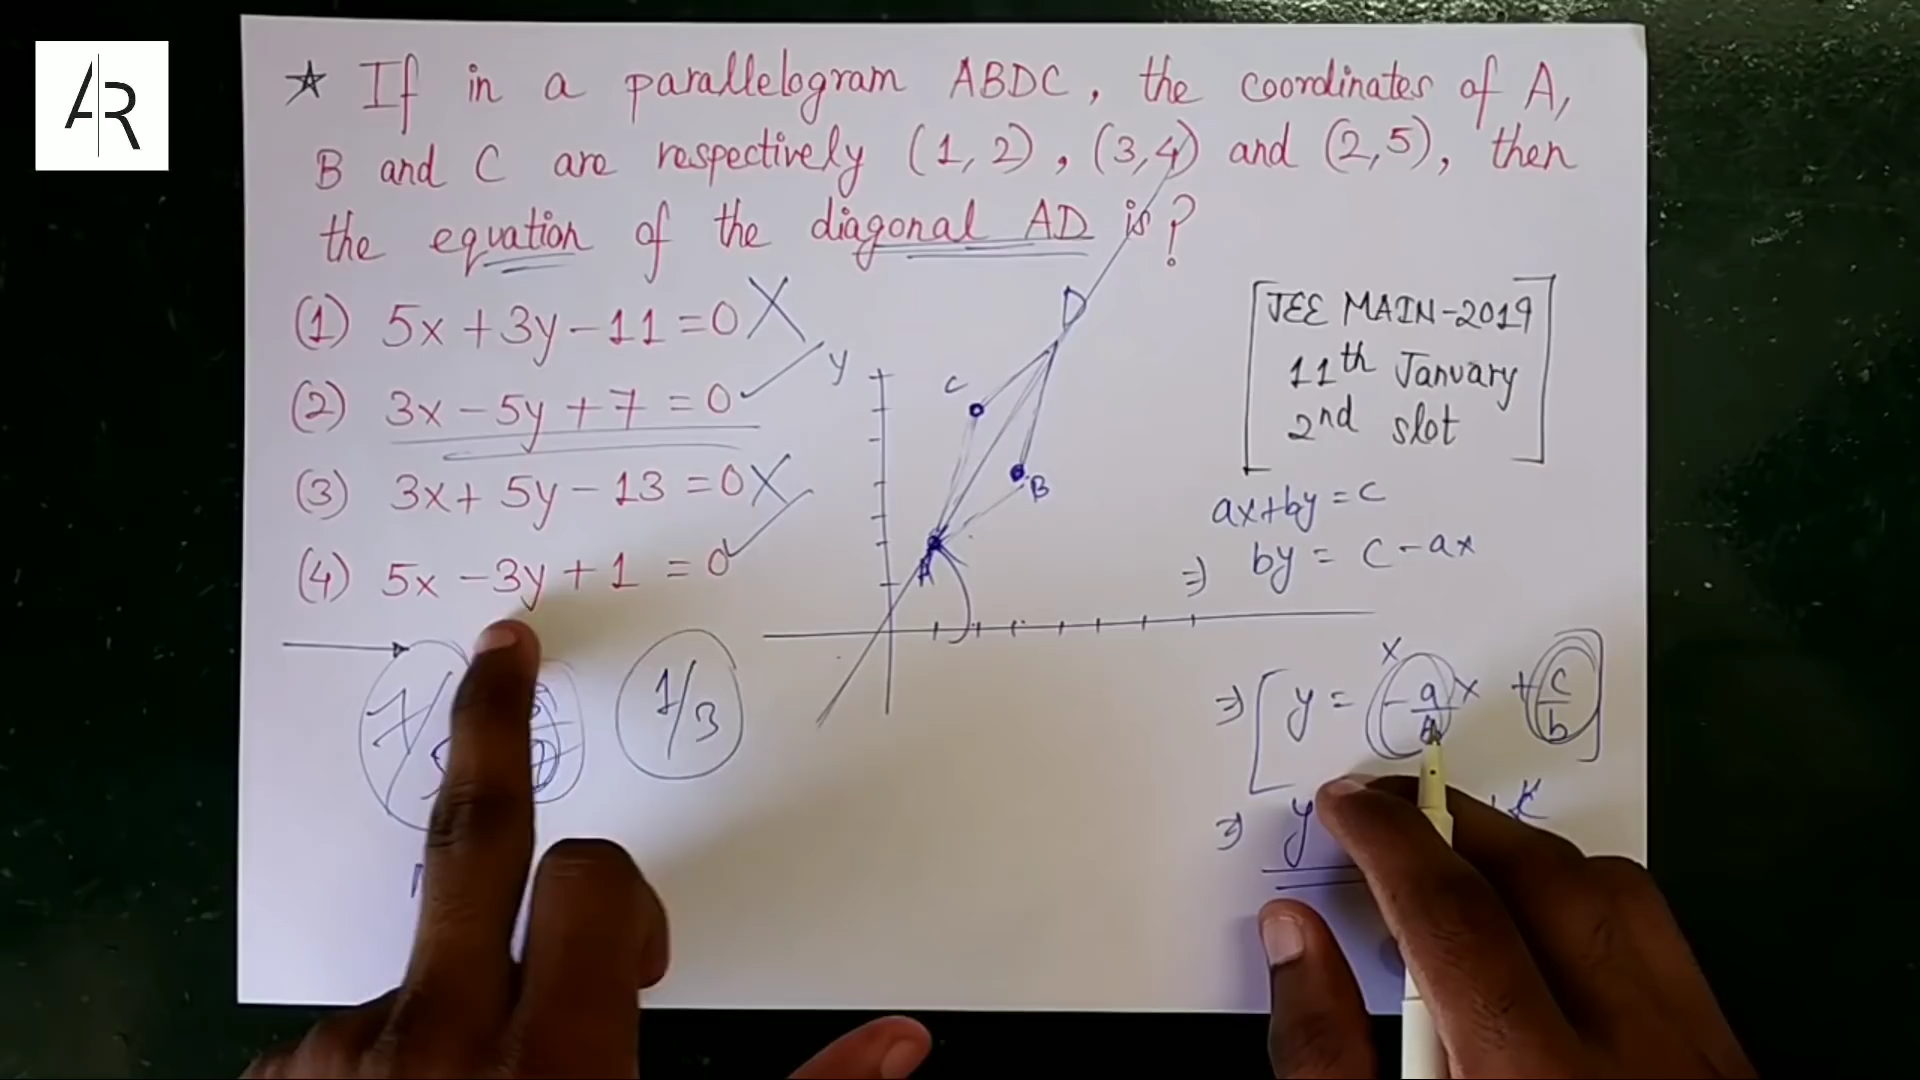 AR
☆ If in a parallelogram ABDC, the coordinates of A,
B and C are respectively (1, 2), (3, 4) and (2, 5), then
the equation of the diagonal AD is?
(1) 5x + 3y - 11 = 0 X
(2) 3x - 5y + 7 = 0 ✓
(3) 3x + 5y - 13 = 0 X
(4) 5x - 3y + 1 = 0 ✓
y
D
C
B
A
[JEE MAIN-2019
11th January
2nd slot]
ax+by = c
⇒ by = c - ax
x
⇒ [y = -a/b x + c/b]
⇒ y
1/3
7/